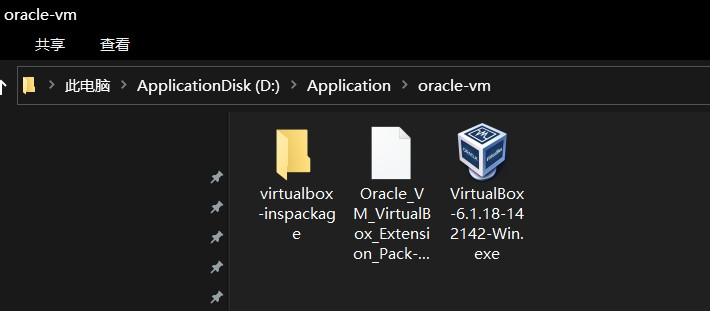 oracle-vm
共享
查看
此电脑 › ApplicationDisk (D:) › Application › oracle-vm
virtualbox
-inspackag
e
Oracle_V
M_VirtualB
ox_Extensi
on_Pack-...
VirtualBox
-6.1.18-14
2142-Win.
exe